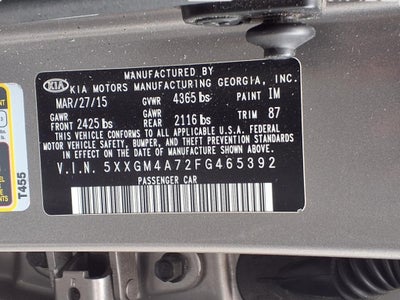 MANUFACTURED BY
KIA KIA MOTORS MANUFACTURING GEORGIA, INC.
MAR/27/15 GVWR 4365 lbs PAINT IM
GAWR FRONT 2425 lbs GAWR REAR 2116 lbs TRIM 87
THIS VEHICLE CONFORMS TO ALL APPLICABLE U.S.A. FEDERAL
MOTOR VEHICLE SAFETY, BUMPER, AND THEFT PREVENTION STANDARDS
IN EFFECT ON THE DATE OF MANUFACTURE SHOWN ABOVE.
V.I.N. 5XXGM4A72FG465392
PASSENGER CAR
T455